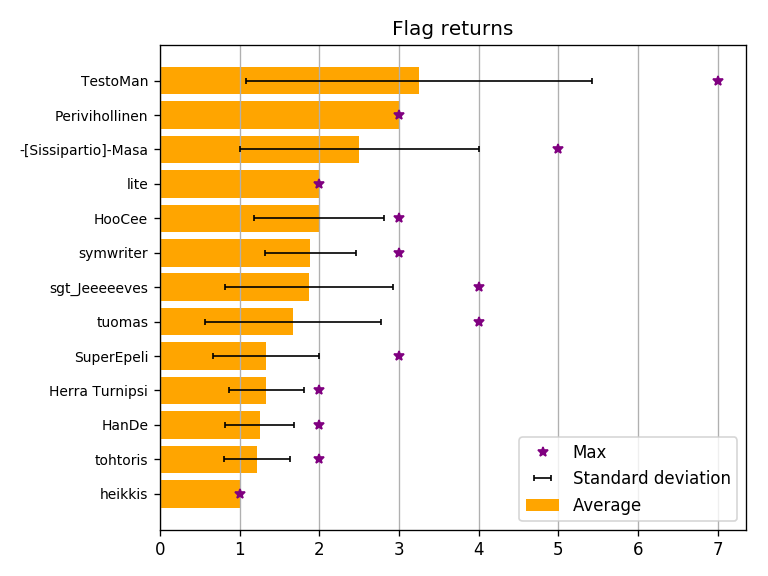 Flag returns
TestoMan
Perivihollinen
-[Sissipartio]-Masa
lite
HooCee
symwriter
sgt_Jeeeeeves
tuomas
SuperEpeli
Herra Turnipsi
HanDe
tohtoris
heikkis
Max
Standard deviation
Average
0 1 2 3 4 5 6 7